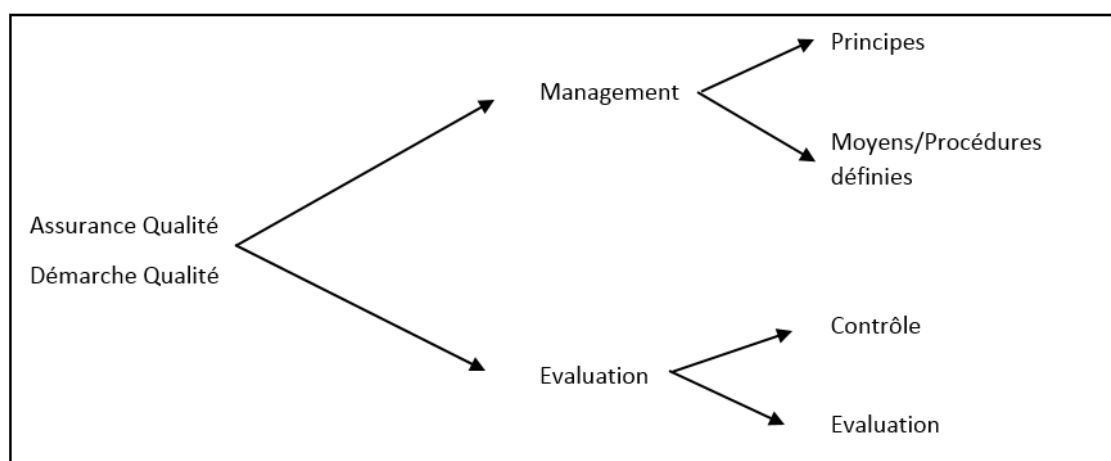 Principes
Management
Moyens/Procédures
définies
Assurance Qualité
Démarche Qualité
Contrôle
Evaluation
Evaluation